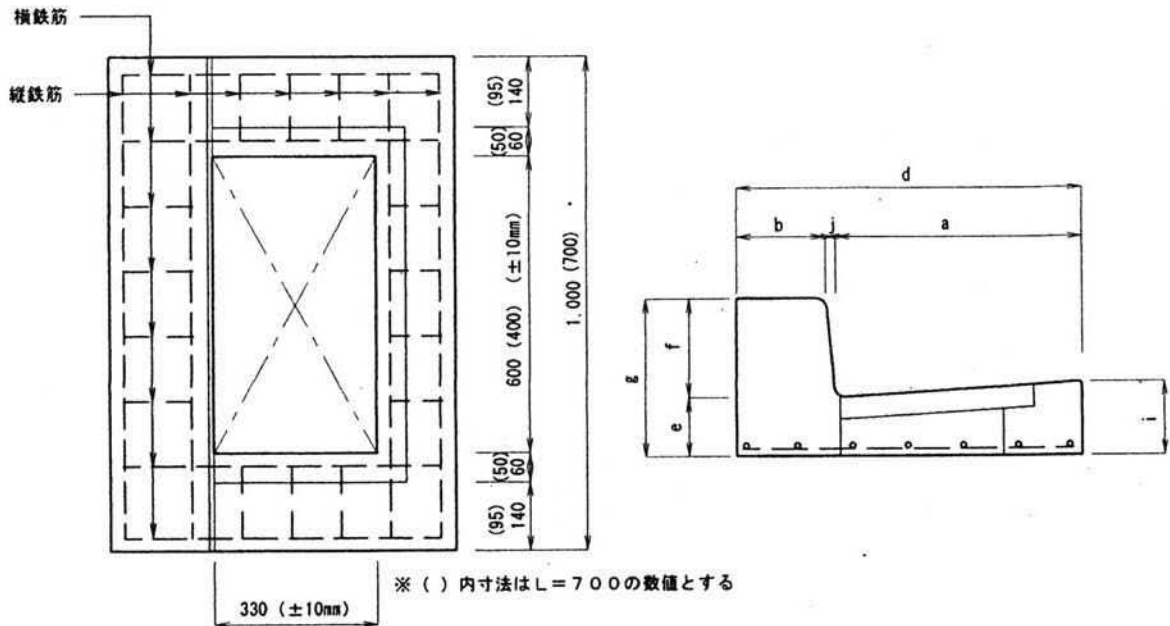 横鉄筋
縦鉄筋
(95)
140
(50)
60
600 (400) (±10mm)
1.000 (700)
(50)
60
(95)
140
330 (±10mm)
※ ( ) 内寸法はL=700の数値とする
d
b
j
a
g
f
e
i